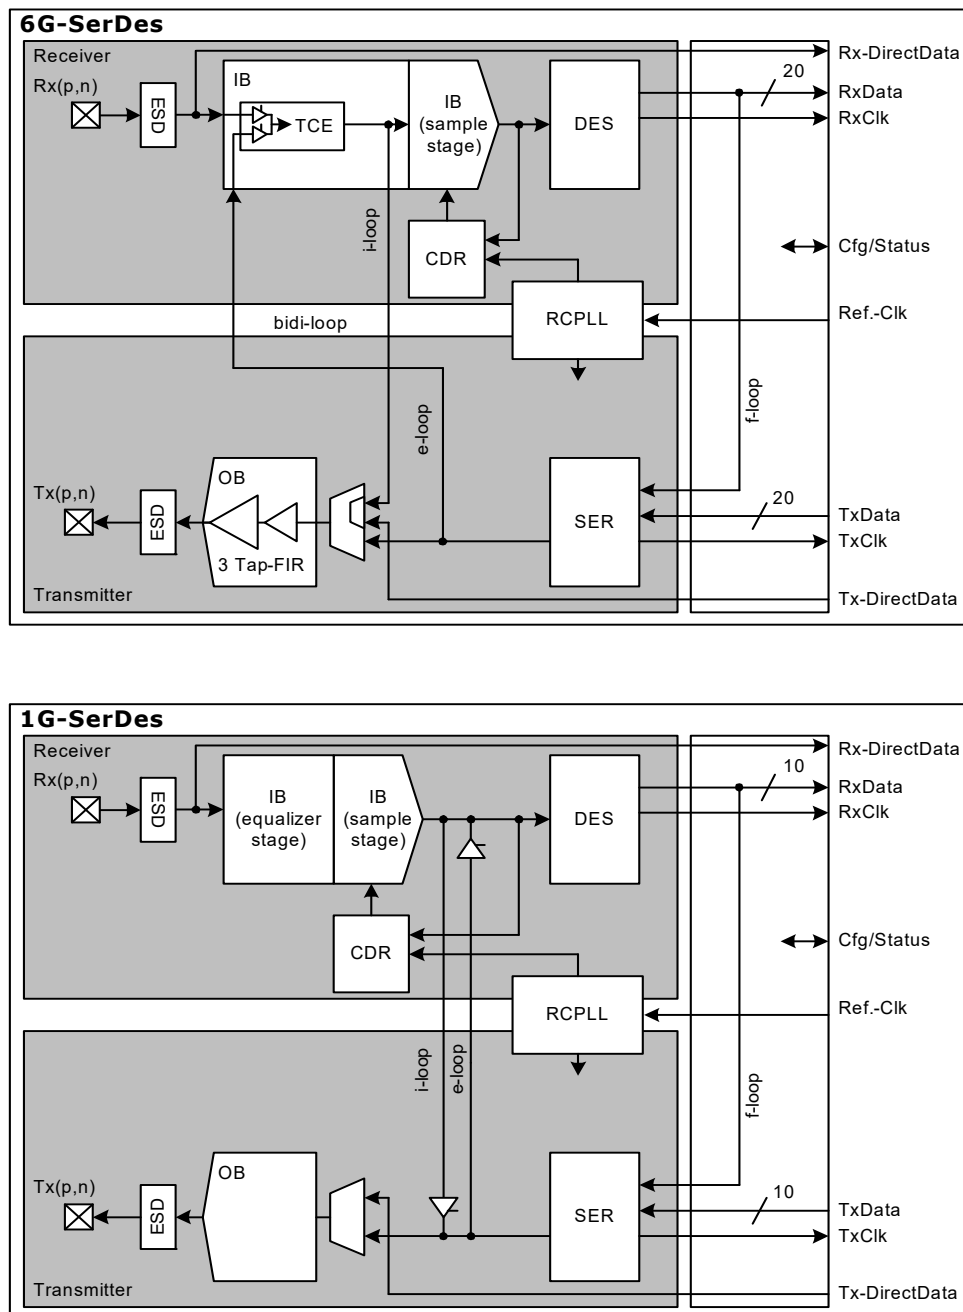 6G-SerDes
Receiver
Rx(p,n)
ESD
IB
TCE
IB
(sample
stage)
DES
CDR
i-loop
RCPLL
bidi-loop
e-loop
f-loop
20
Rx-DirectData
RxData
RxClk
Cfg/Status
Ref.-Clk
Tx(p,n)
ESD
OB
3 Tap-FIR
SER
20
TxData
TxClk
Tx-DirectData
Transmitter
1G-SerDes
Receiver
Rx(p,n)
ESD
IB
(equalizer
stage)
IB
(sample
stage)
DES
CDR
RCPLL
i-loop
e-loop
f-loop
10
Rx-DirectData
RxData
RxClk
Cfg/Status
Ref.-Clk
Tx(p,n)
ESD
OB
SER
10
TxData
TxClk
Tx-DirectData
Transmitter